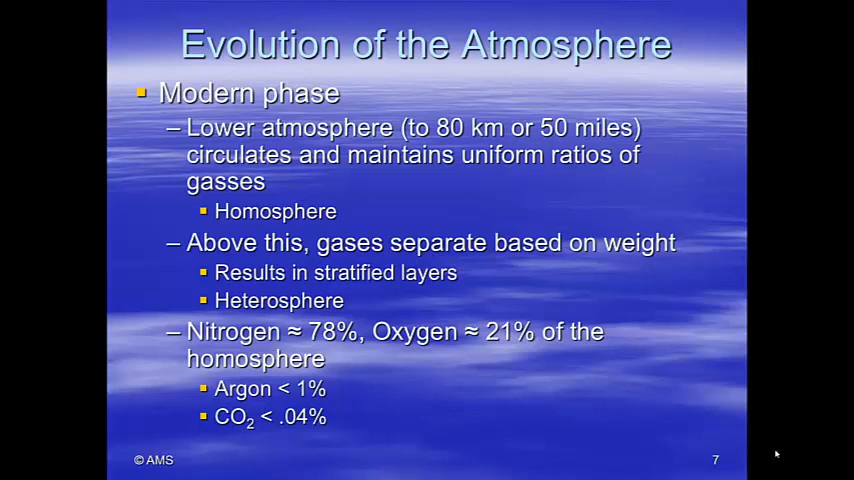 Evolution of the Atmosphere
Modern phase
– Lower atmosphere (to 80 km or 50 miles)
circulates and maintains uniform ratios of
gasses
Homosphere
– Above this, gases separate based on weight
Results in stratified layers
Heterosphere
– Nitrogen ≈ 78%, Oxygen ≈ 21% of the
homosphere
Argon < 1%
CO₂ < .04%
© AMS
7